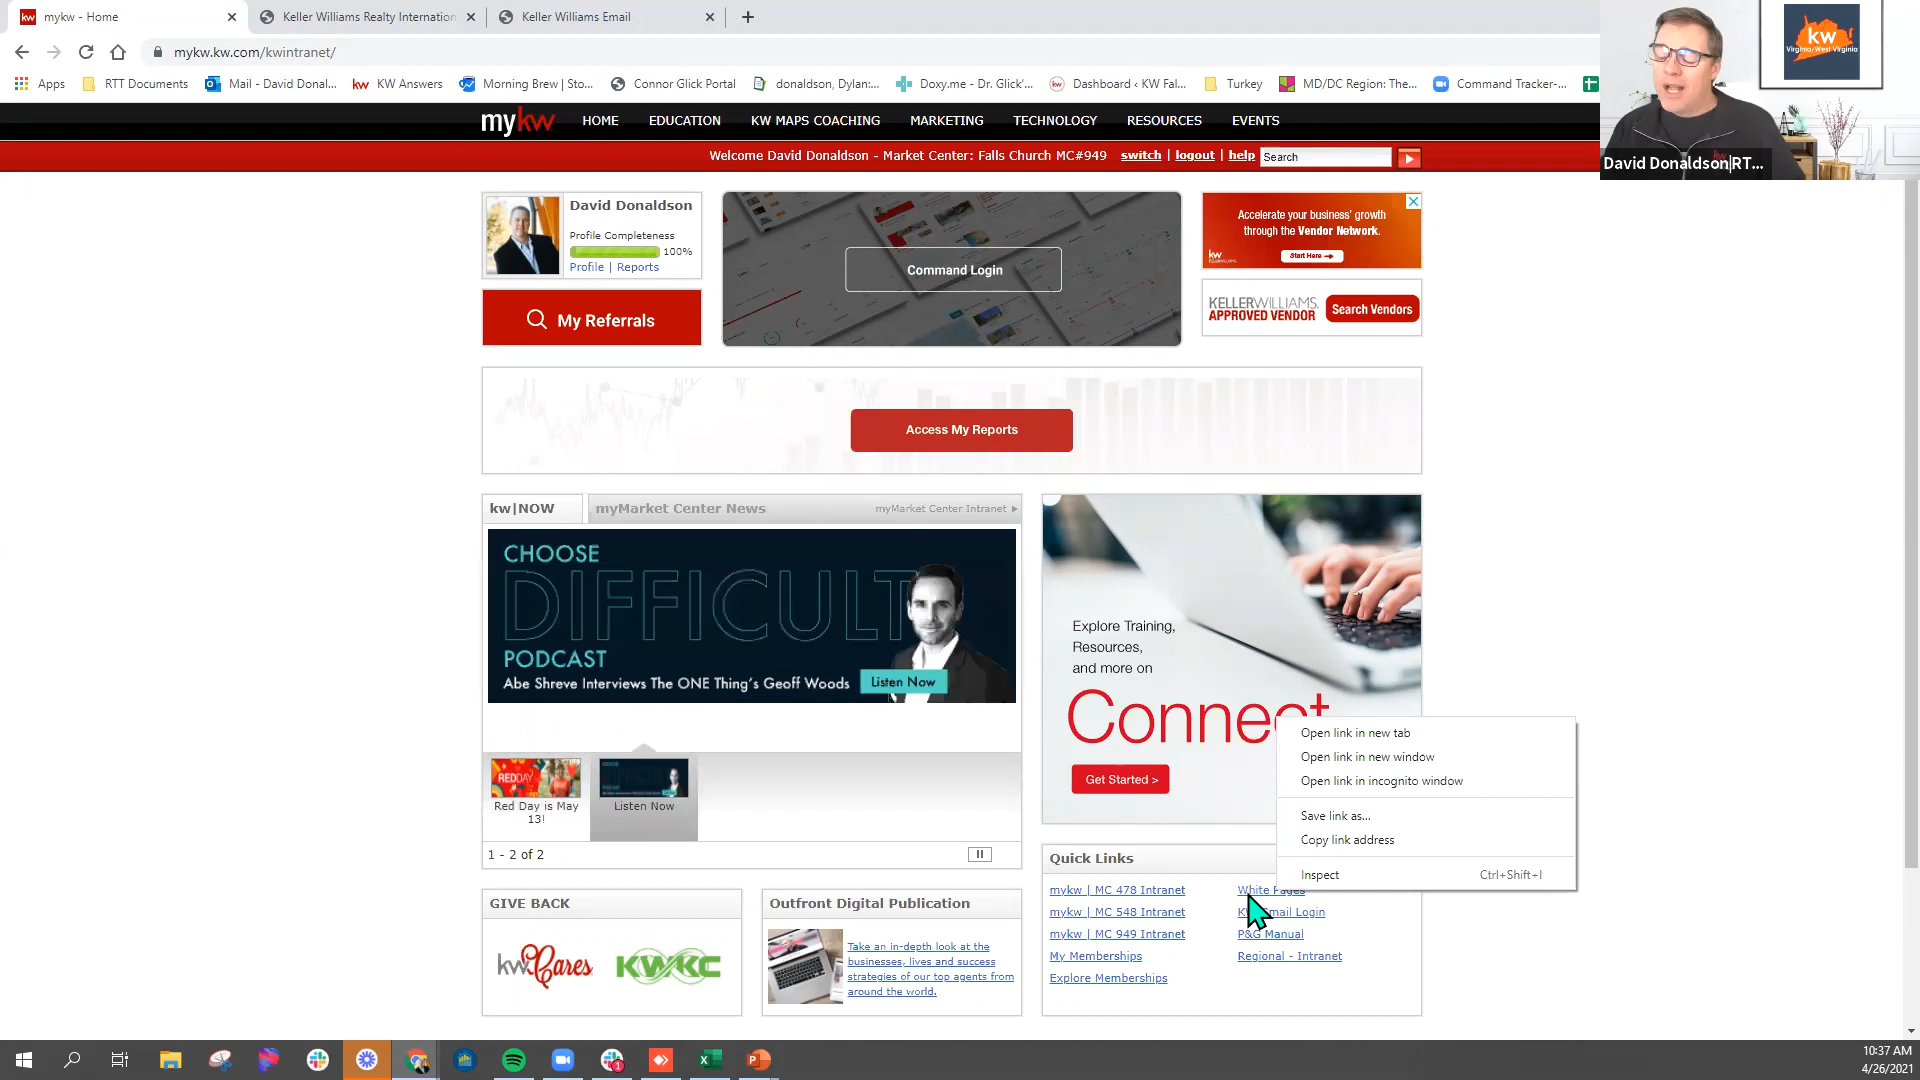 mykw - Home
Keller Williams Realty Internation
Keller Williams Email
mykw.kw.com/kwintranet/
Apps
RTT Documents
Mail - David Donal...
KW Answers
Morning Brew | Sto...
Connor Glick Portal
donaldson, Dylan:...
Doxy.me - Dr. Glick'...
Dashboard ‹ KW Fal...
Turkey
MD/DC Region: The...
Command Tracker-...
kw
Virginia/West Virginia
David Donaldson|RT...
mykw
HOME
EDUCATION
KW MAPS COACHING
MARKETING
TECHNOLOGY
RESOURCES
EVENTS
Welcome David Donaldson - Market Center: Falls Church MC#949
switch | logout | help
Search
David Donaldson
Profile Completeness
100%
Profile | Reports
My Referrals
Command Login
Accelerate your business' growth
through the Vendor Network.
Start Here
kw
KELLERWILLIAMS.
APPROVED VENDOR
Search Vendors
Access My Reports
kw|NOW
myMarket Center News
myMarket Center Intranet
CHOOSE
DIFFICULT
PODCAST
Abe Shreve Interviews The ONE Thing's Geoff Woods
Listen Now
RED DAY
Red Day is May
13!
Listen Now
1 - 2 of 2
Explore Training,
Resources,
and more on
Connect
Get Started >
Open link in new tab
Open link in new window
Open link in incognito window
Save link as...
Copy link address
Inspect
Ctrl+Shift+I
Quick Links
mykw | MC 478 Intranet
mykw | MC 548 Intranet
mykw | MC 949 Intranet
My Memberships
Explore Memberships
White Pages
Email Login
P&G Manual
Regional - Intranet
GIVE BACK
kwCares
KWKC
Outfront Digital Publication
Take an in-depth look at the
businesses, lives and success
strategies of our top agents from
around the world.
10:37 AM
4/26/2021